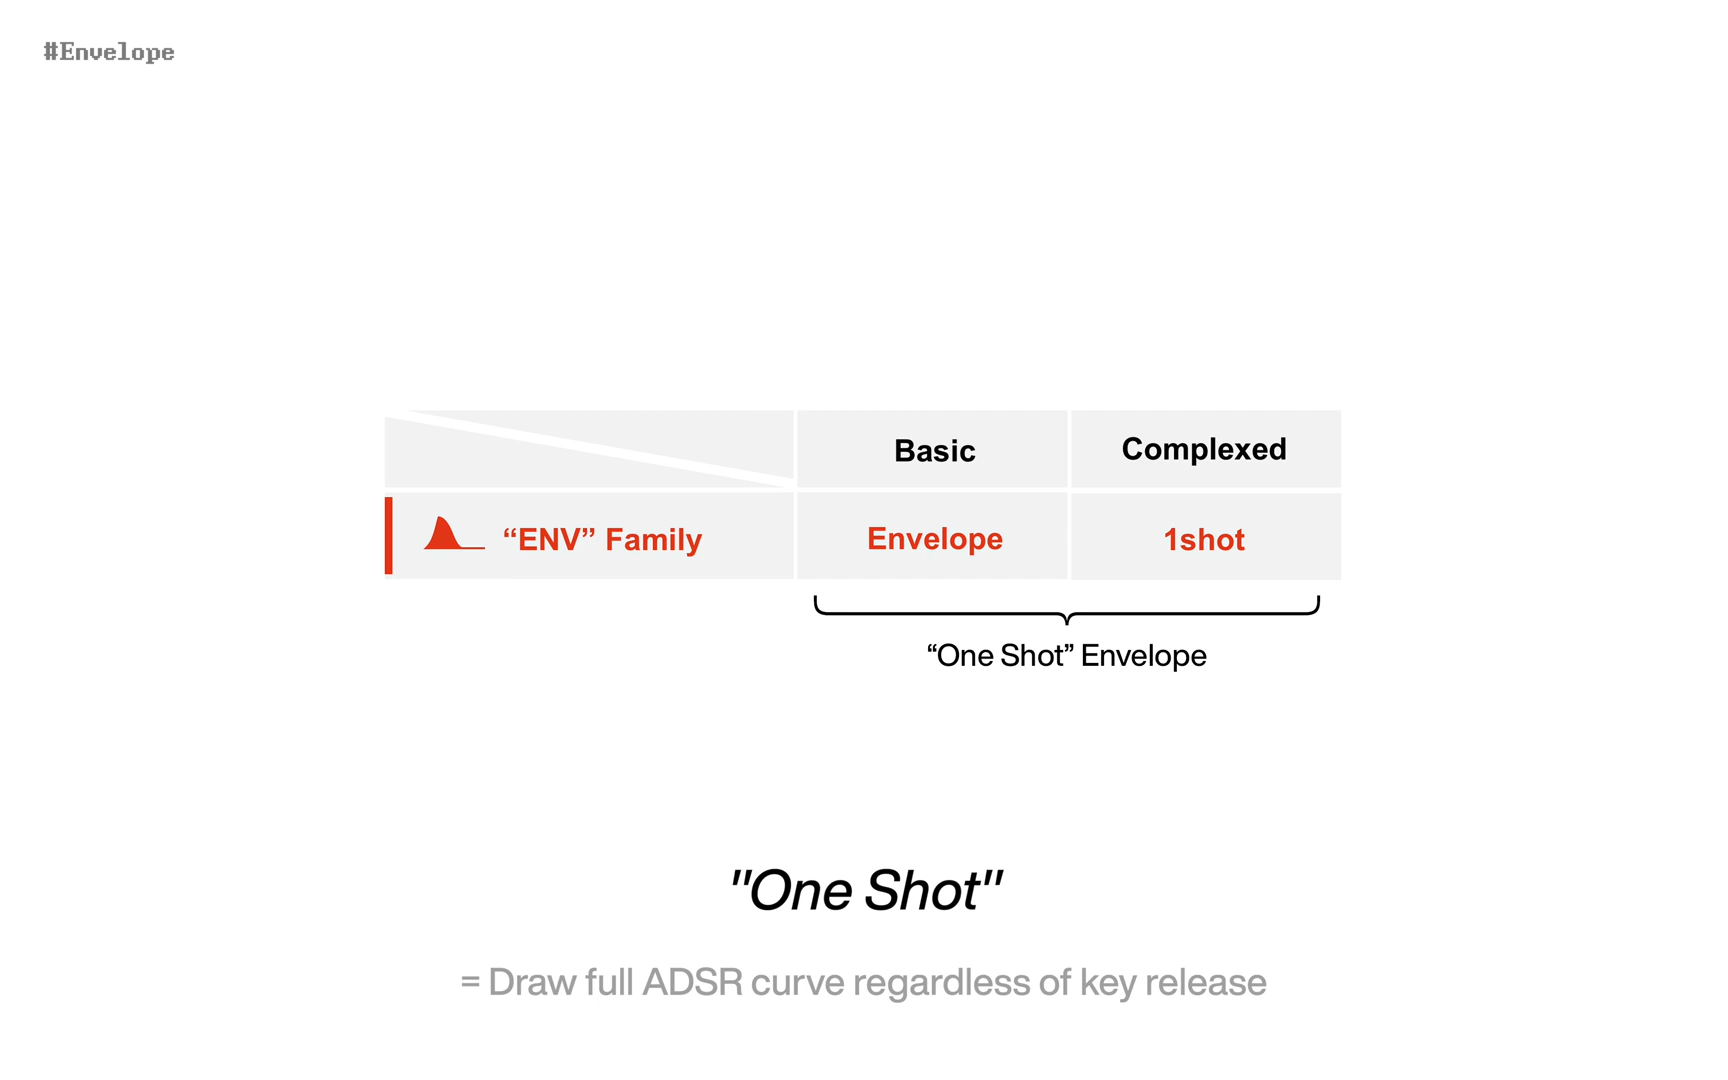 #Envelope
Basic
Complexed
“ENV” Family
Envelope
1shot
“One Shot” Envelope
"One Shot"
= Draw full ADSR curve regardless of key release